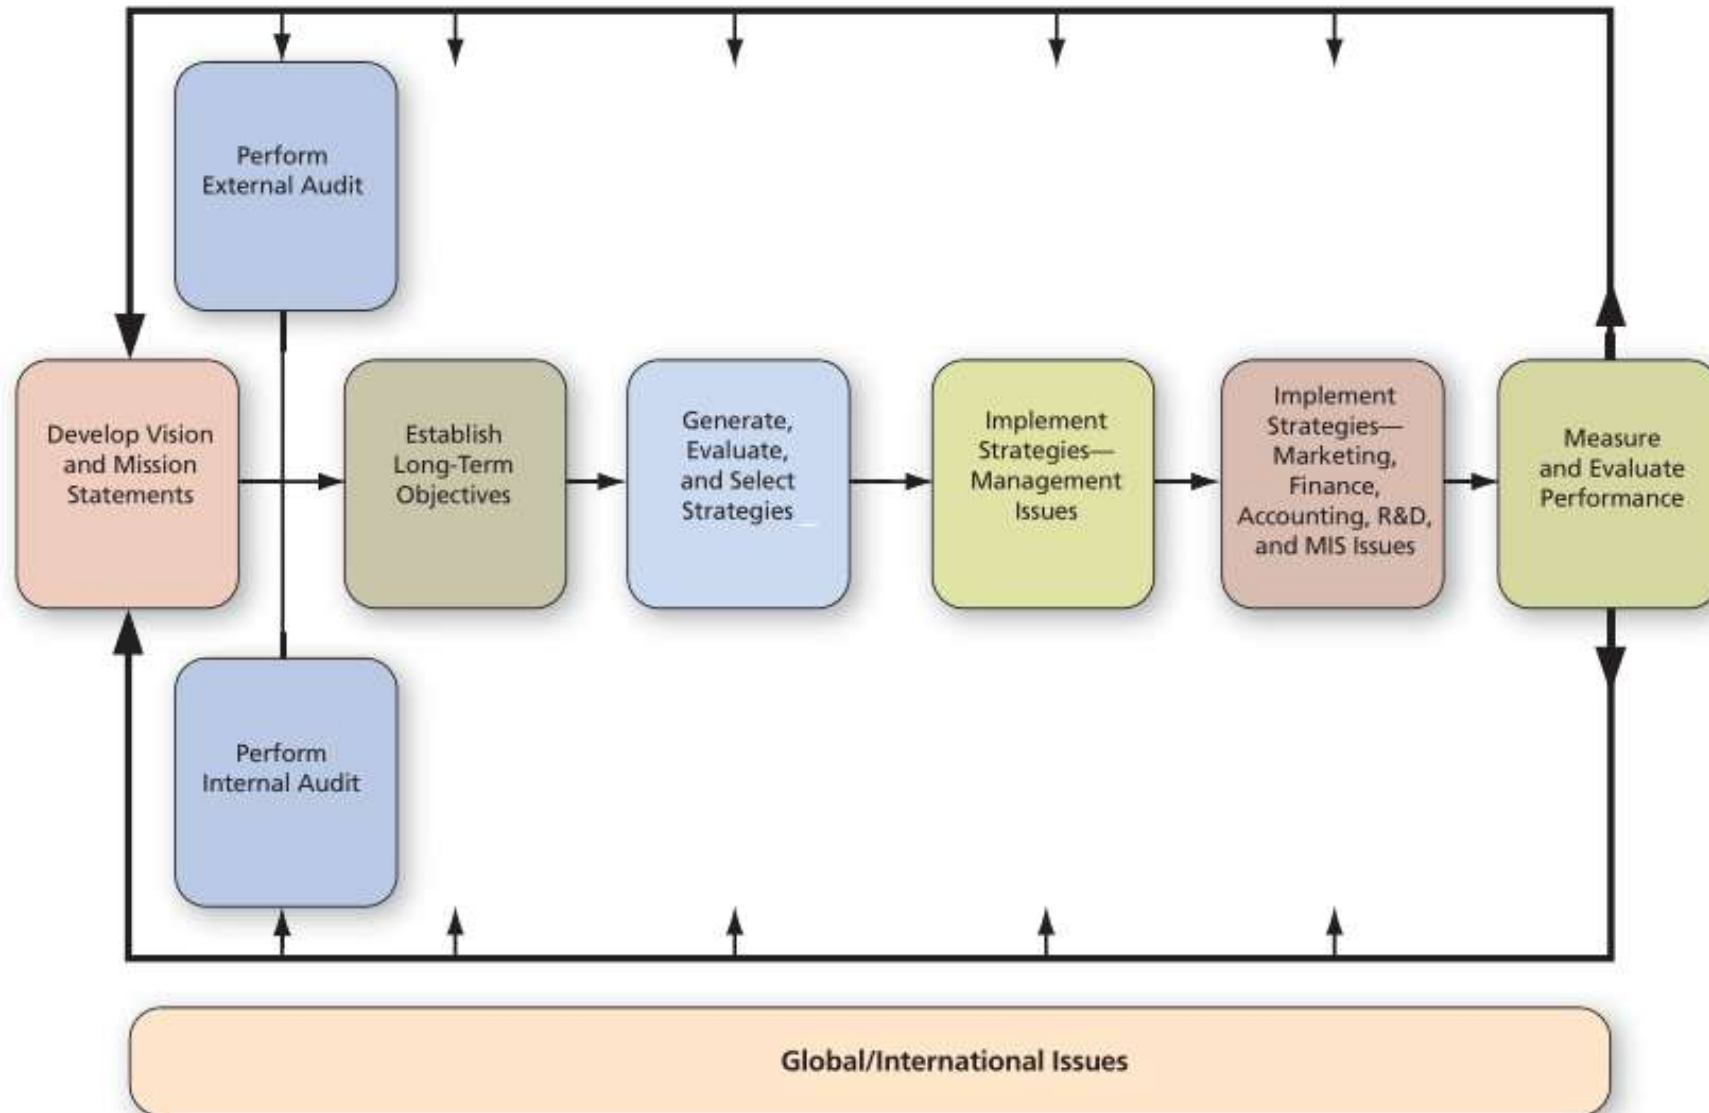 Perform
External Audit
Develop Vision
and Mission
Statements
Establish
Long-Term
Objectives
Generate,
Evaluate,
and Select
Strategies
Implement
Strategies—
Management
Issues
Implement
Strategies—
Marketing,
Finance,
Accounting, R&D,
and MIS Issues
Measure
and Evaluate
Performance
Perform
Internal Audit
Global/International Issues